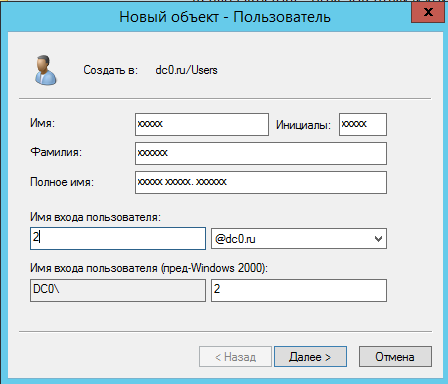 Новый объект - Пользователь
x
Создать в: dc0.ru/Users
Имя: xxxxx Инициалы: xxxxx
Фамилия: xxxxxx
Полное имя: xxxxx xxxxx. xxxxxx
Имя входа пользователя:
2 @dc0.ru
Имя входа пользователя (пред-Windows 2000):
DC0\ 2
< Назад Далее > Отмена